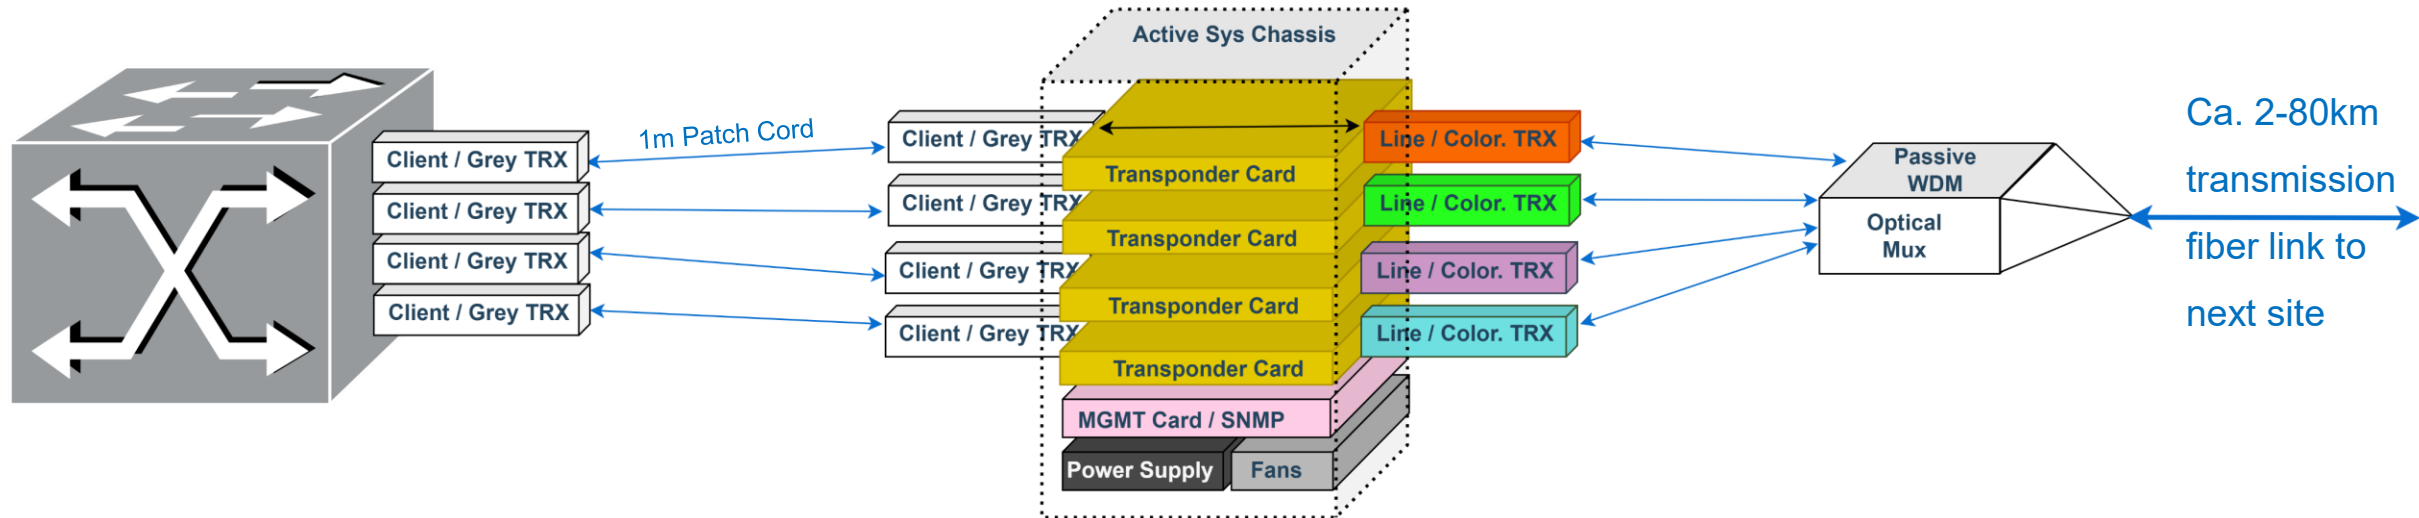 Active Sys Chassis
Client / Grey TRX
Client / Grey TRX
Client / Grey TRX
Client / Grey TRX
1m Patch Cord
Client / Grey TRX
Client / Grey TRX
Client / Grey TRX
Client / Grey TRX
Transponder Card
Transponder Card
Transponder Card
Transponder Card
MGMT Card / SNMP
Power Supply
Fans
Line / Color. TRX
Line / Color. TRX
Line / Color. TRX
Line / Color. TRX
Passive
WDM
Optical
Mux
Ca. 2-80km
transmission
fiber link to
next site